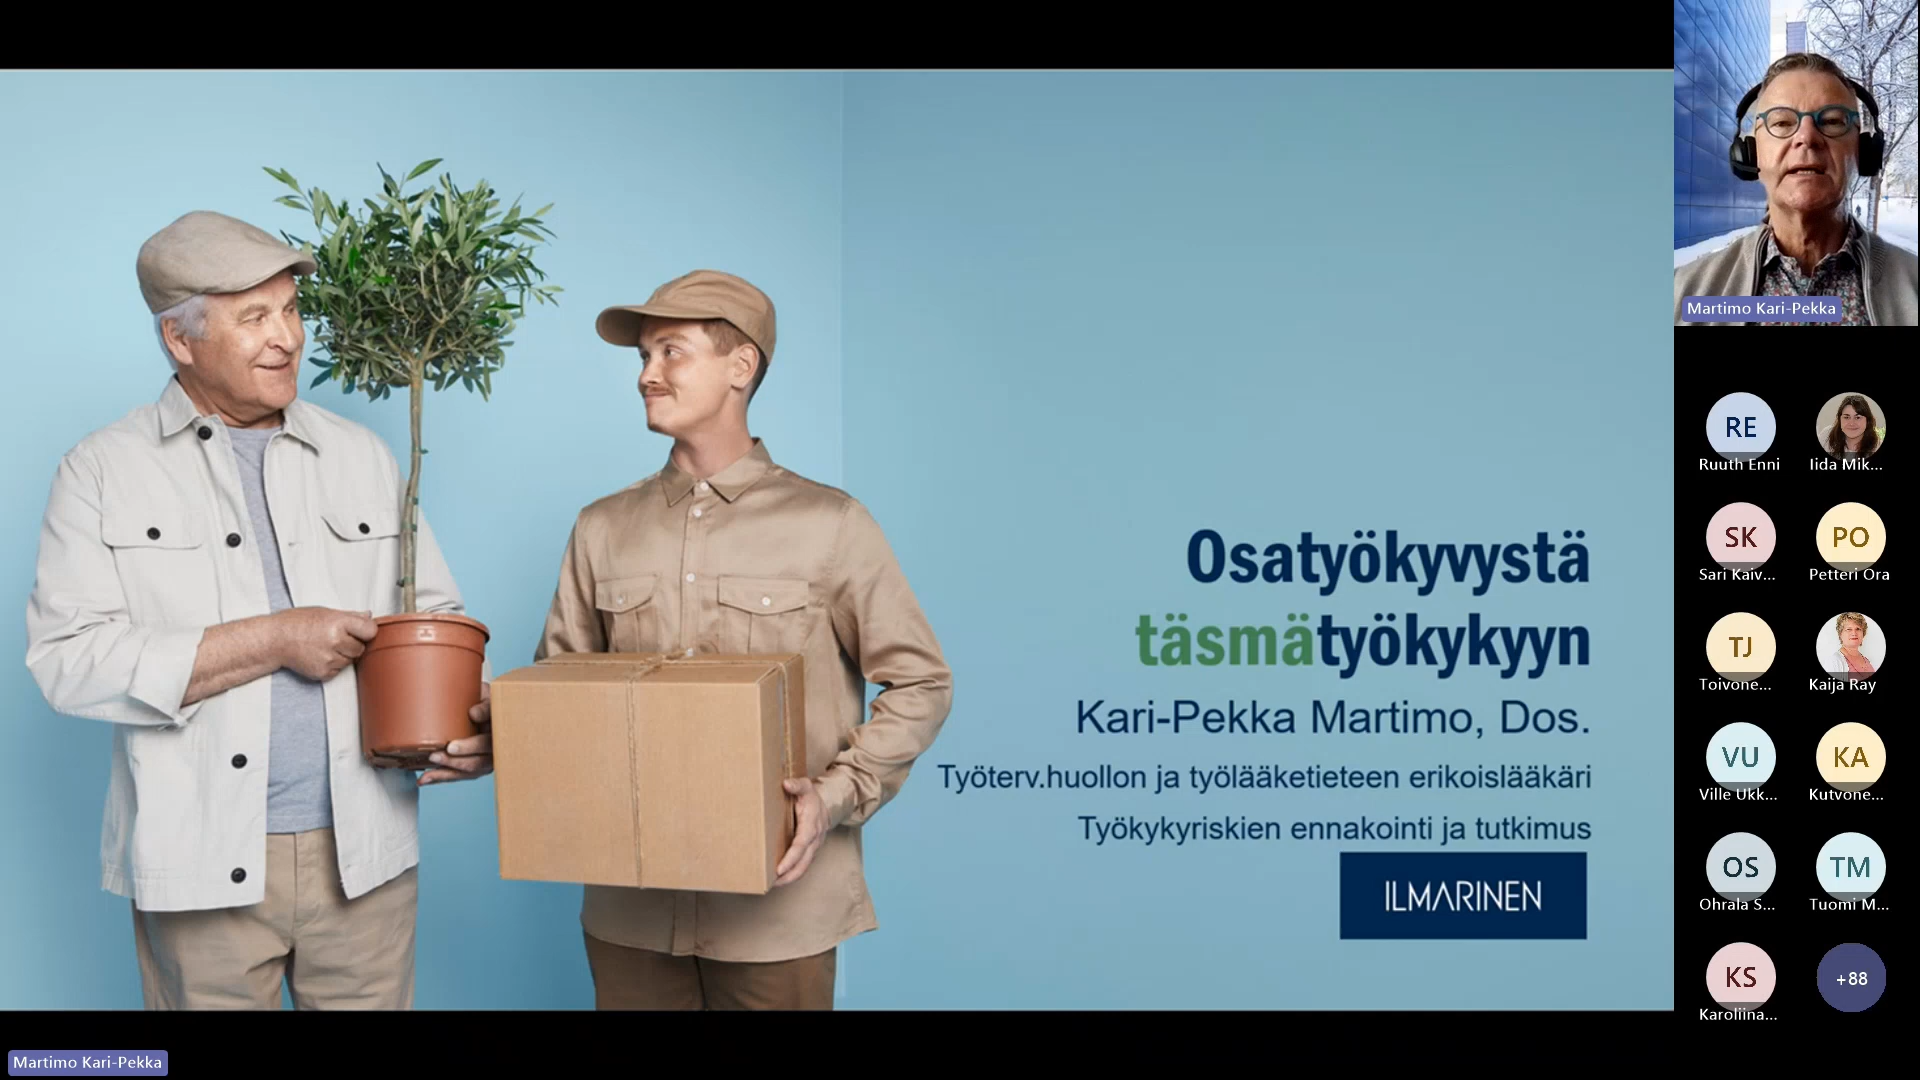 Osatyökyvystä
täsmätyökykyyn
Kari-Pekka Martimo, Dos.
Työterv.huollon ja työlääketieteen erikoislääkäri
Työkykyriskien ennakointi ja tutkimus
ILMARINEN
Martimo Kari-Pekka
RE
Ruuth Enni
Iida Mik...
SK
PO
Sari Kaiv...
Petteri Ora
TJ
Toivone...
Kaija Ray
VU
KA
Ville Ukk...
Kutvone...
OS
TM
Ohrala S...
Tuomi M...
KS
+88
Karoliina...
Martimo Kari-Pekka